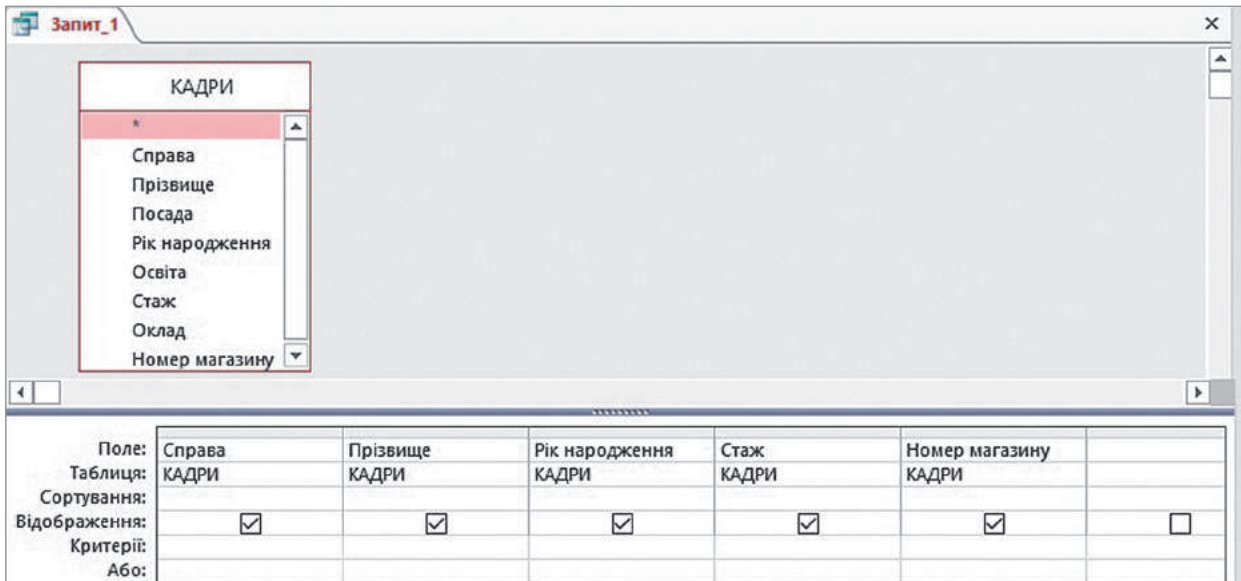 Запит_1
КАДРИ
*
Справа
Прізвище
Посада
Рік народження
Освіта
Стаж
Оклад
Номер магазину
Поле: Справа Прізвище Рік народження Стаж Номер магазину
Таблиця: КАДРИ КАДРИ КАДРИ КАДРИ КАДРИ
Сортування:
Відображення:
Критерії:
Або: